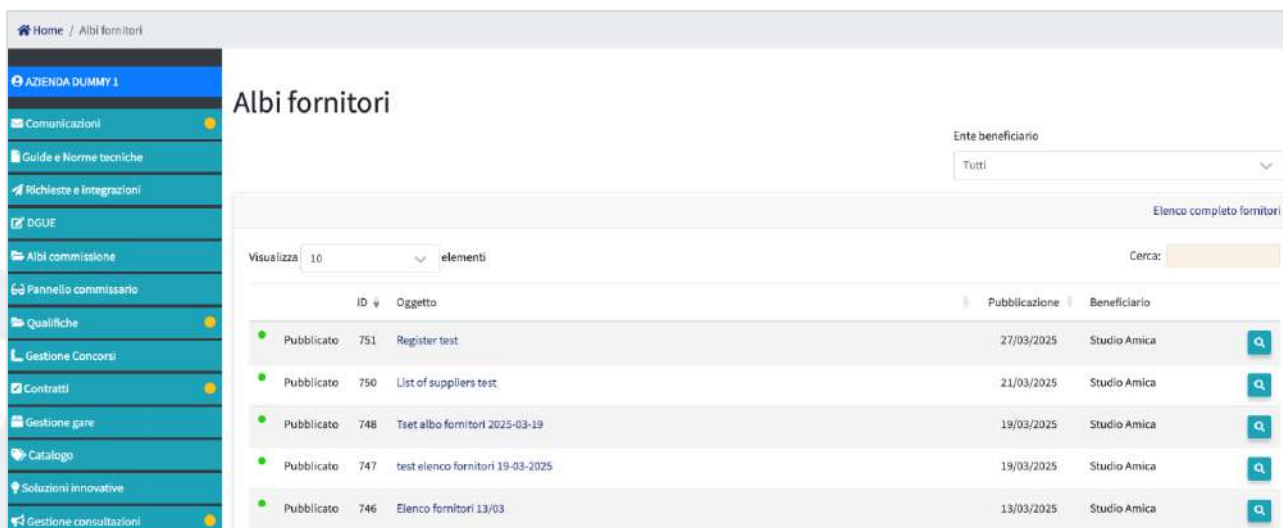 Home / Albi fornitori
AZIENDA DUMMY 1
Comunicazioni
Guide e Norme tecniche
Richieste e integrazioni
DGUE
Albi commissione
Pannello commissario
Qualifiche
Gestione Concorsi
Contratti
Gestione gare
Catalogo
Soluzioni innovative
Gestione consultazioni
Albi fornitori
Ente beneficiario
Tutti
Elenco completo fornitori
Visualizza 10 elementi
Cerca:
ID Oggetto Pubblicazione Beneficiario
Pubblicato 751 Register test 27/03/2025 Studio Amica
Pubblicato 750 List of suppliers test 21/03/2025 Studio Amica
Pubblicato 748 Tset albo fornitori 2025-03-19 19/03/2025 Studio Amica
Pubblicato 747 test elenco fornitori 19-03-2025 19/03/2025 Studio Amica
Pubblicato 746 Elenco fornitori 13/03 13/03/2025 Studio Amica